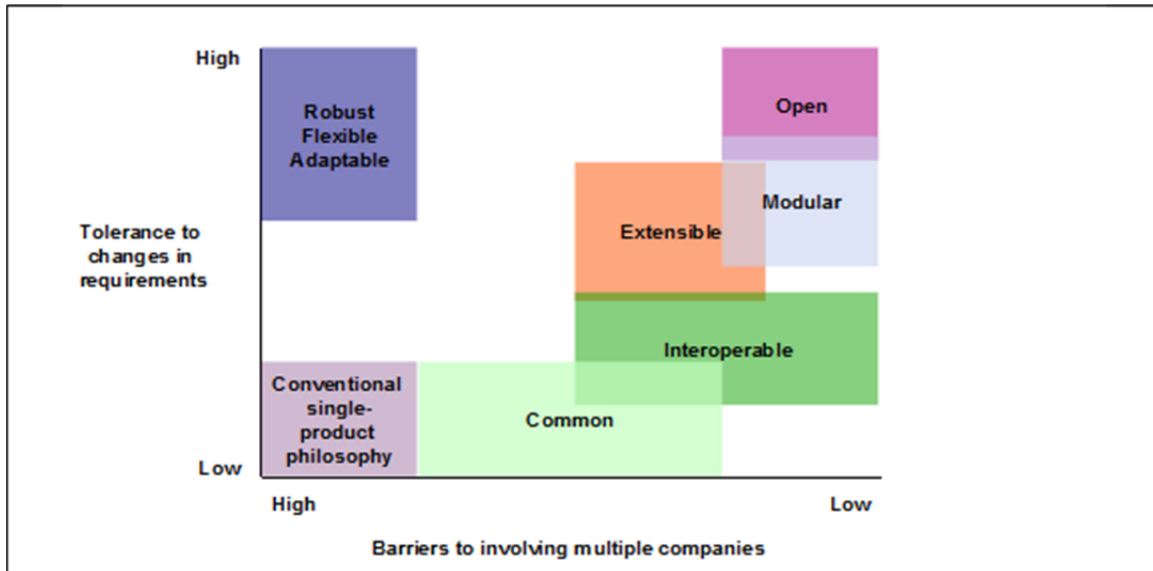 High
Robust
Flexible
Adaptable
Open
Modular
Tolerance to
changes in
requirements
Extensible
Interoperable
Conventional
single-
product
philosophy
Common
Low
High
Low
Barriers to involving multiple companies